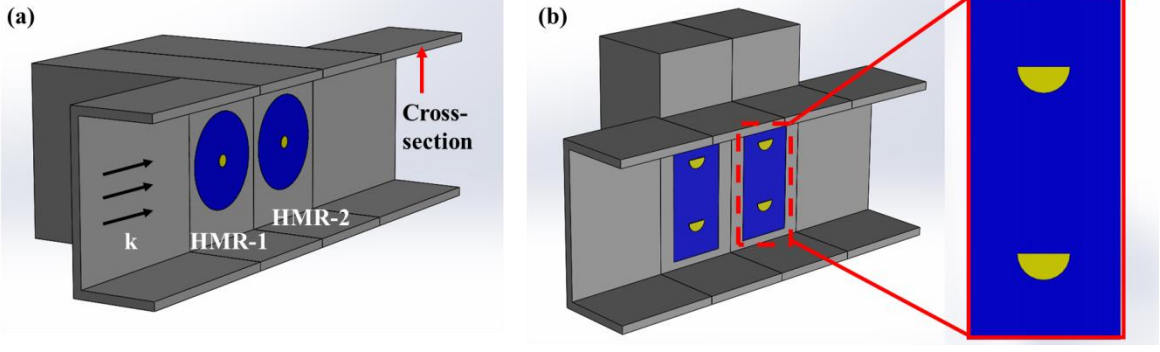 (a)
(b)
Cross-
section
k
HMR-1
HMR-2